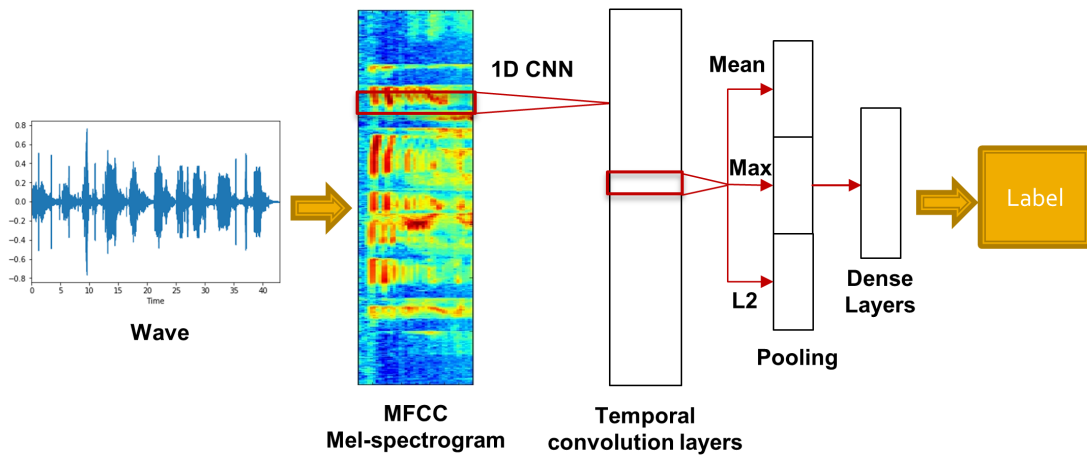 0.8
0.6
0.4
0.2
0.0
−0.2
−0.4
−0.6
−0.8
0 5 10 15 20 25 30 35 40
Time
Wave
MFCC
Mel-spectrogram
1D CNN
Temporal
convolution layers
Mean
Max
L2
Pooling
Dense
Layers
Label